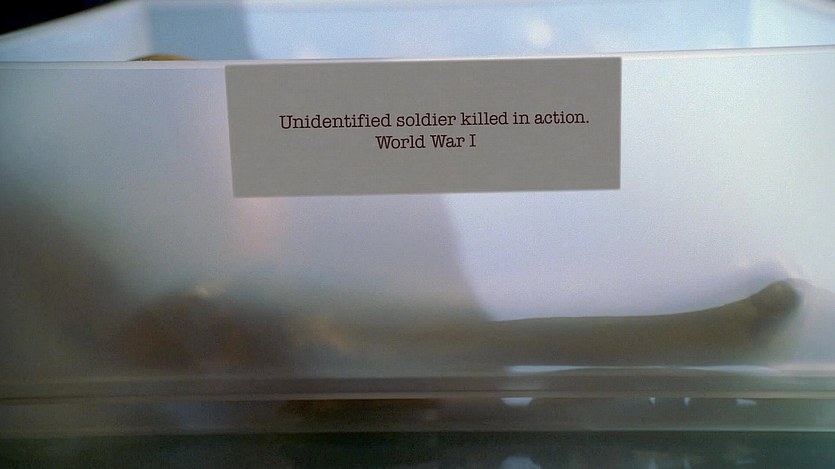 Unidentified soldier killed in action.
World War I